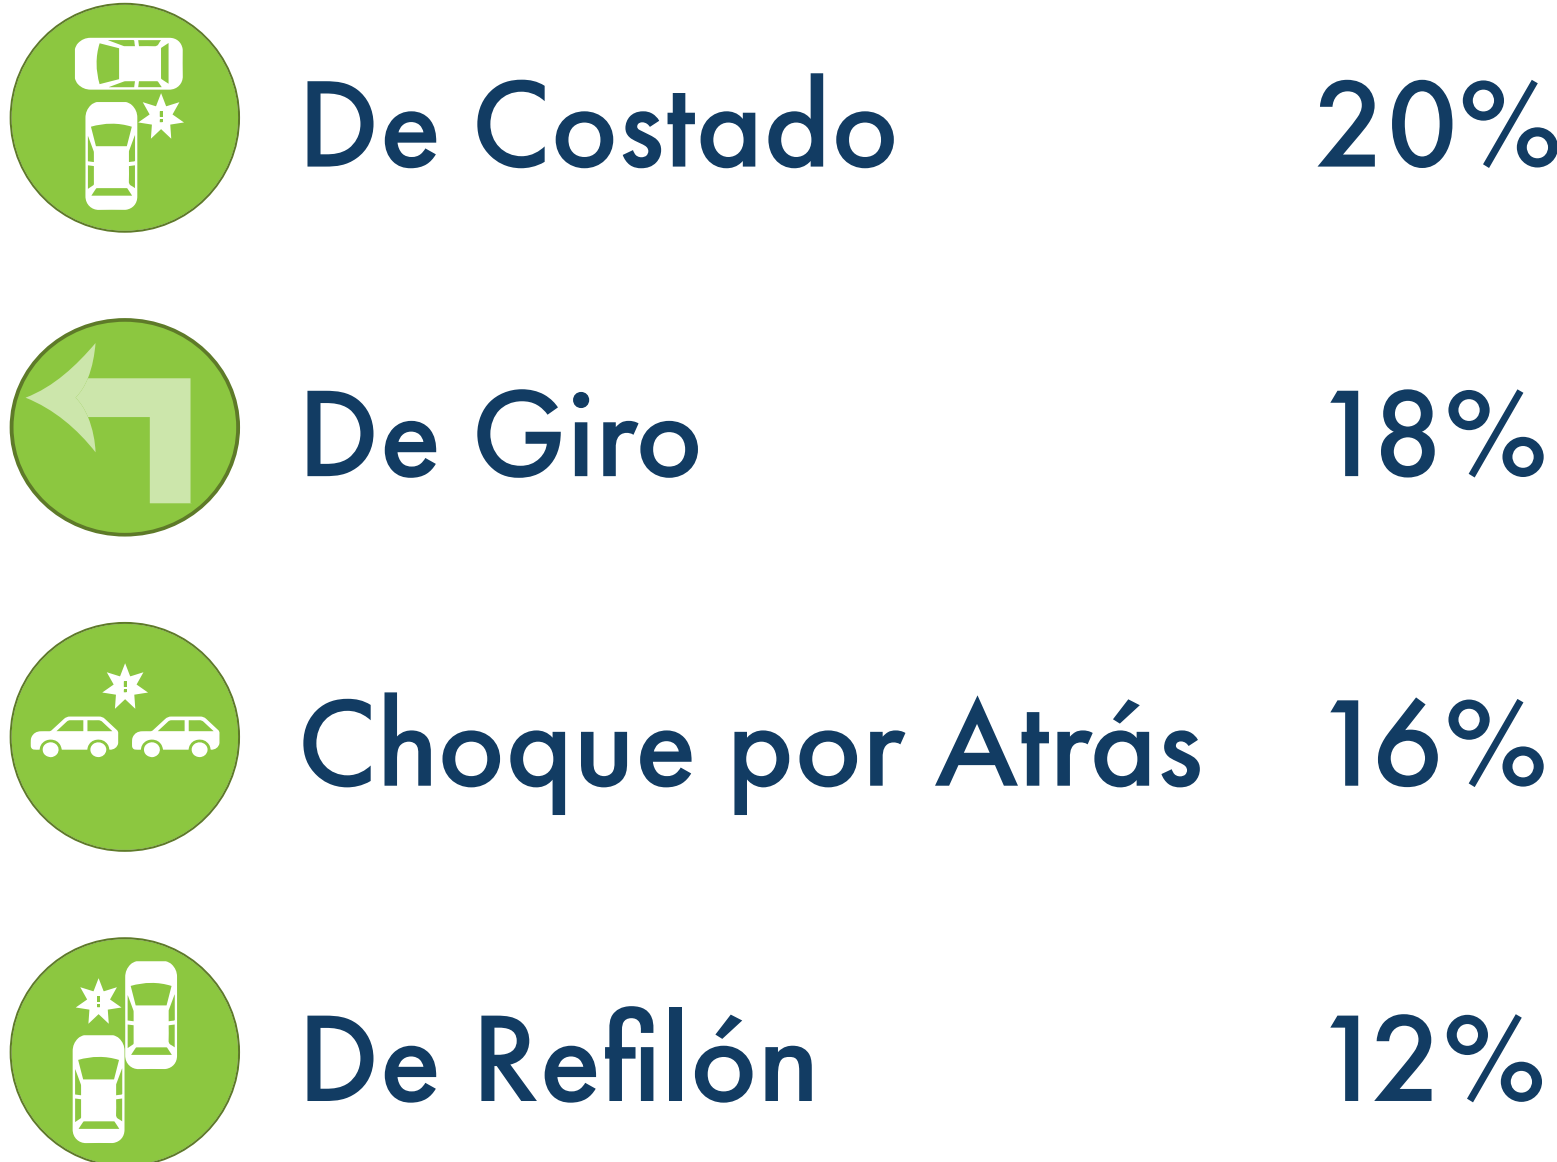 De Costado 20%
De Giro 18%
Choque por Atrás 16%
De Refilón 12%